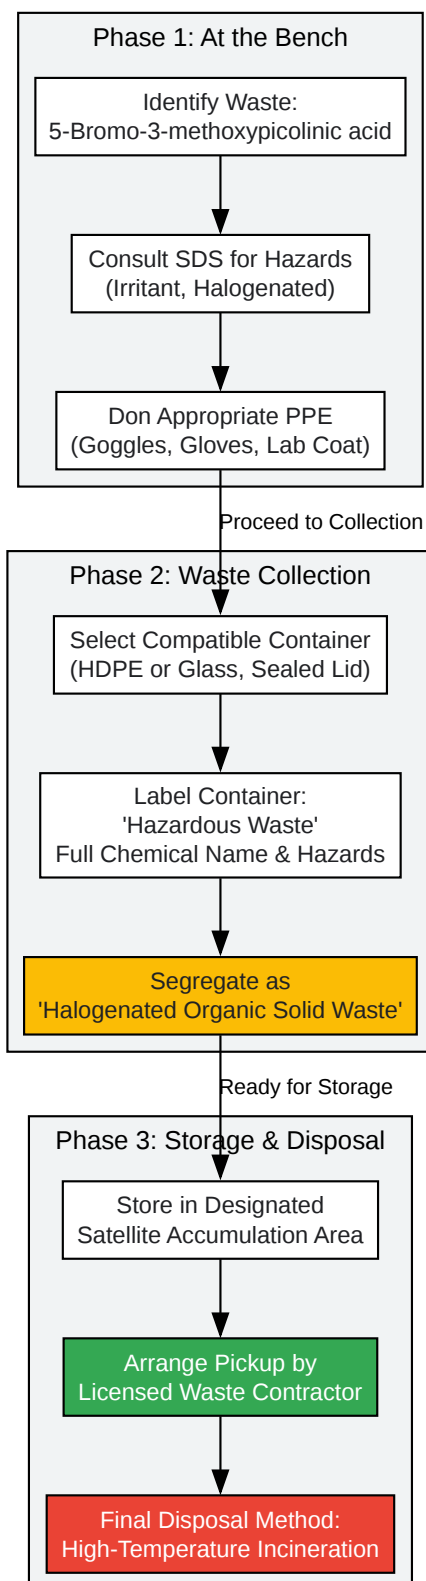 Phase 1: At the Bench
Identify Waste:
5-Bromo-3-methoxypicolinic acid
Consult SDS for Hazards
(Irritant, Halogenated)
Don Appropriate PPE
(Goggles, Gloves, Lab Coat)
Proceed to Collection
Phase 2: Waste Collection
Select Compatible Container
(HDPE or Glass, Sealed Lid)
Label Container:
'Hazardous Waste'
Full Chemical Name & Hazards
Segregate as
'Halogenated Organic Solid Waste'
Ready for Storage
Phase 3: Storage & Disposal
Store in Designated
Satellite Accumulation Area
Arrange Pickup by
Licensed Waste Contractor
Final Disposal Method:
High-Temperature Incineration